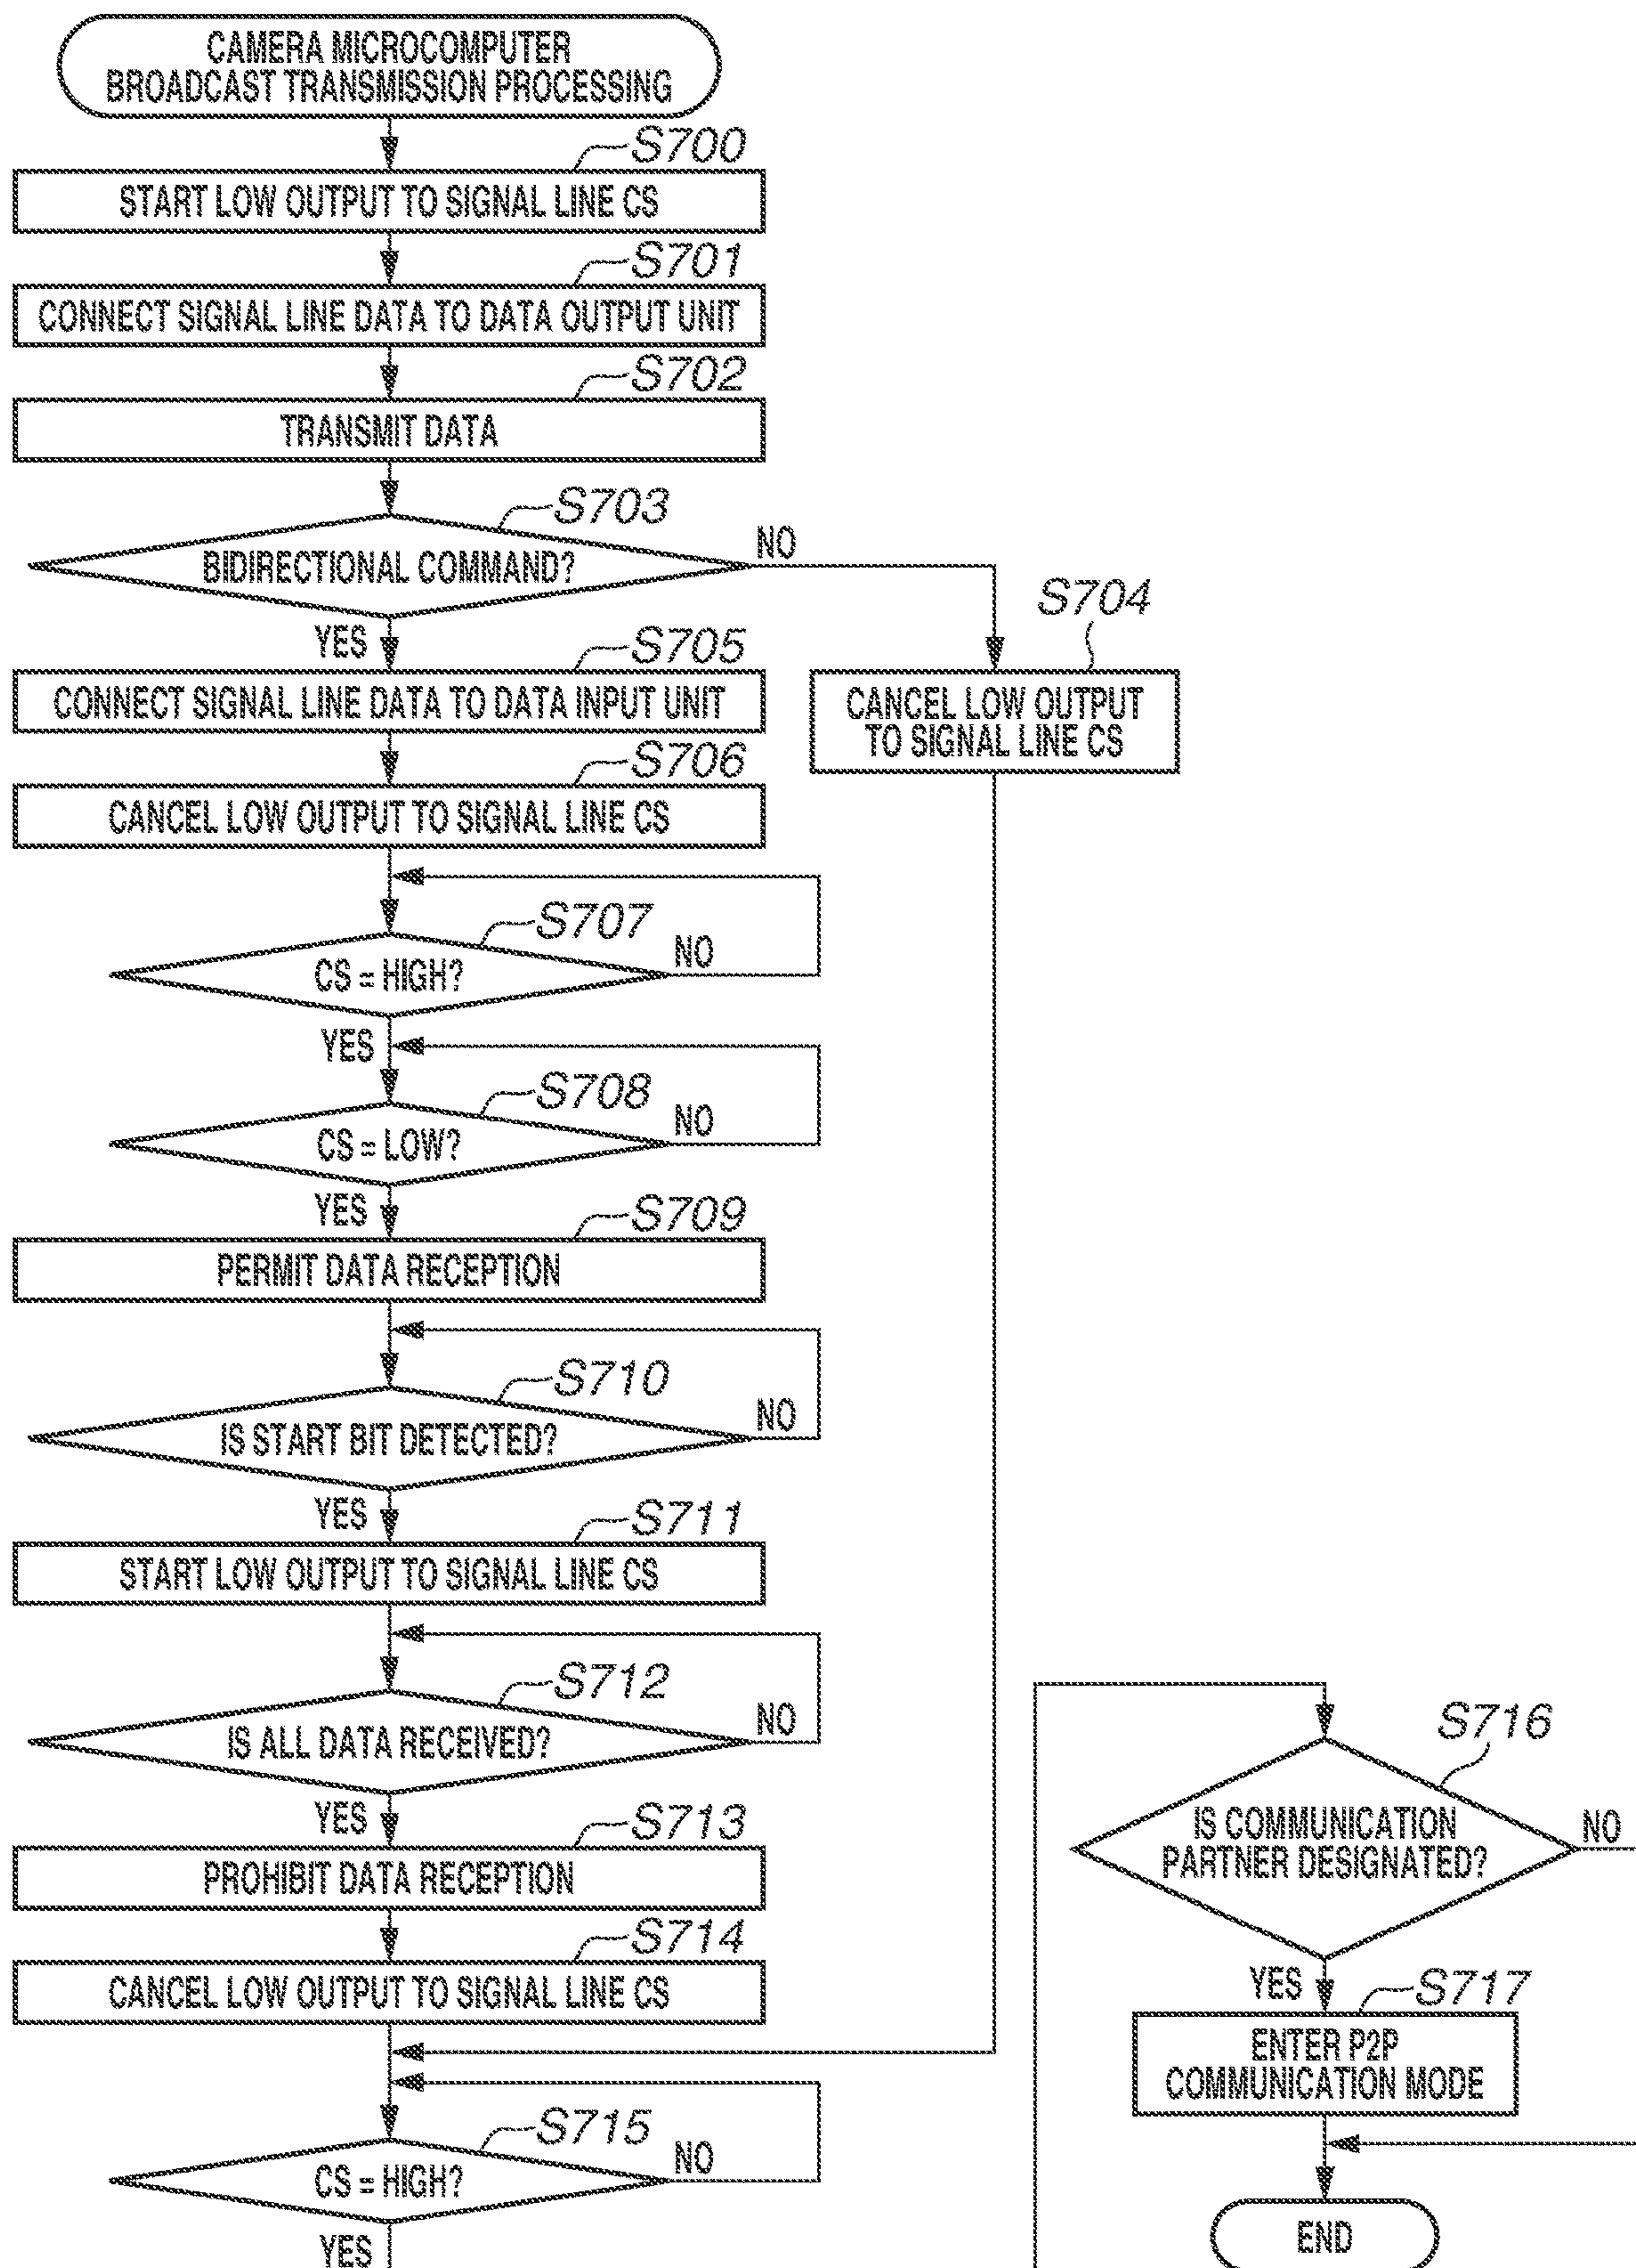 CAMERA MICROCOMPUTER
BROADCAST TRANSMISSION PROCESSING
S700
START LOW OUTPUT TO SIGNAL LINE CS
S701
CONNECT SIGNAL LINE DATA TO DATA OUTPUT UNIT
S702
TRANSMIT DATA
S703
BIDIRECTIONAL COMMAND?
NO
YES
S704
CANCEL LOW OUTPUT
TO SIGNAL LINE CS
S705
CONNECT SIGNAL LINE DATA TO DATA INPUT UNIT
S706
CANCEL LOW OUTPUT TO SIGNAL LINE CS
S707
CS = HIGH?
NO
YES
S708
CS = LOW?
NO
YES
S709
PERMIT DATA RECEPTION
S710
IS START BIT DETECTED?
NO
YES
S711
START LOW OUTPUT TO SIGNAL LINE CS
S712
IS ALL DATA RECEIVED?
NO
YES
S713
PROHIBIT DATA RECEPTION
S714
CANCEL LOW OUTPUT TO SIGNAL LINE CS
S715
CS = HIGH?
NO
YES
S716
IS COMMUNICATION
PARTNER DESIGNATED?
NO
YES
S717
ENTER P2P
COMMUNICATION MODE
END